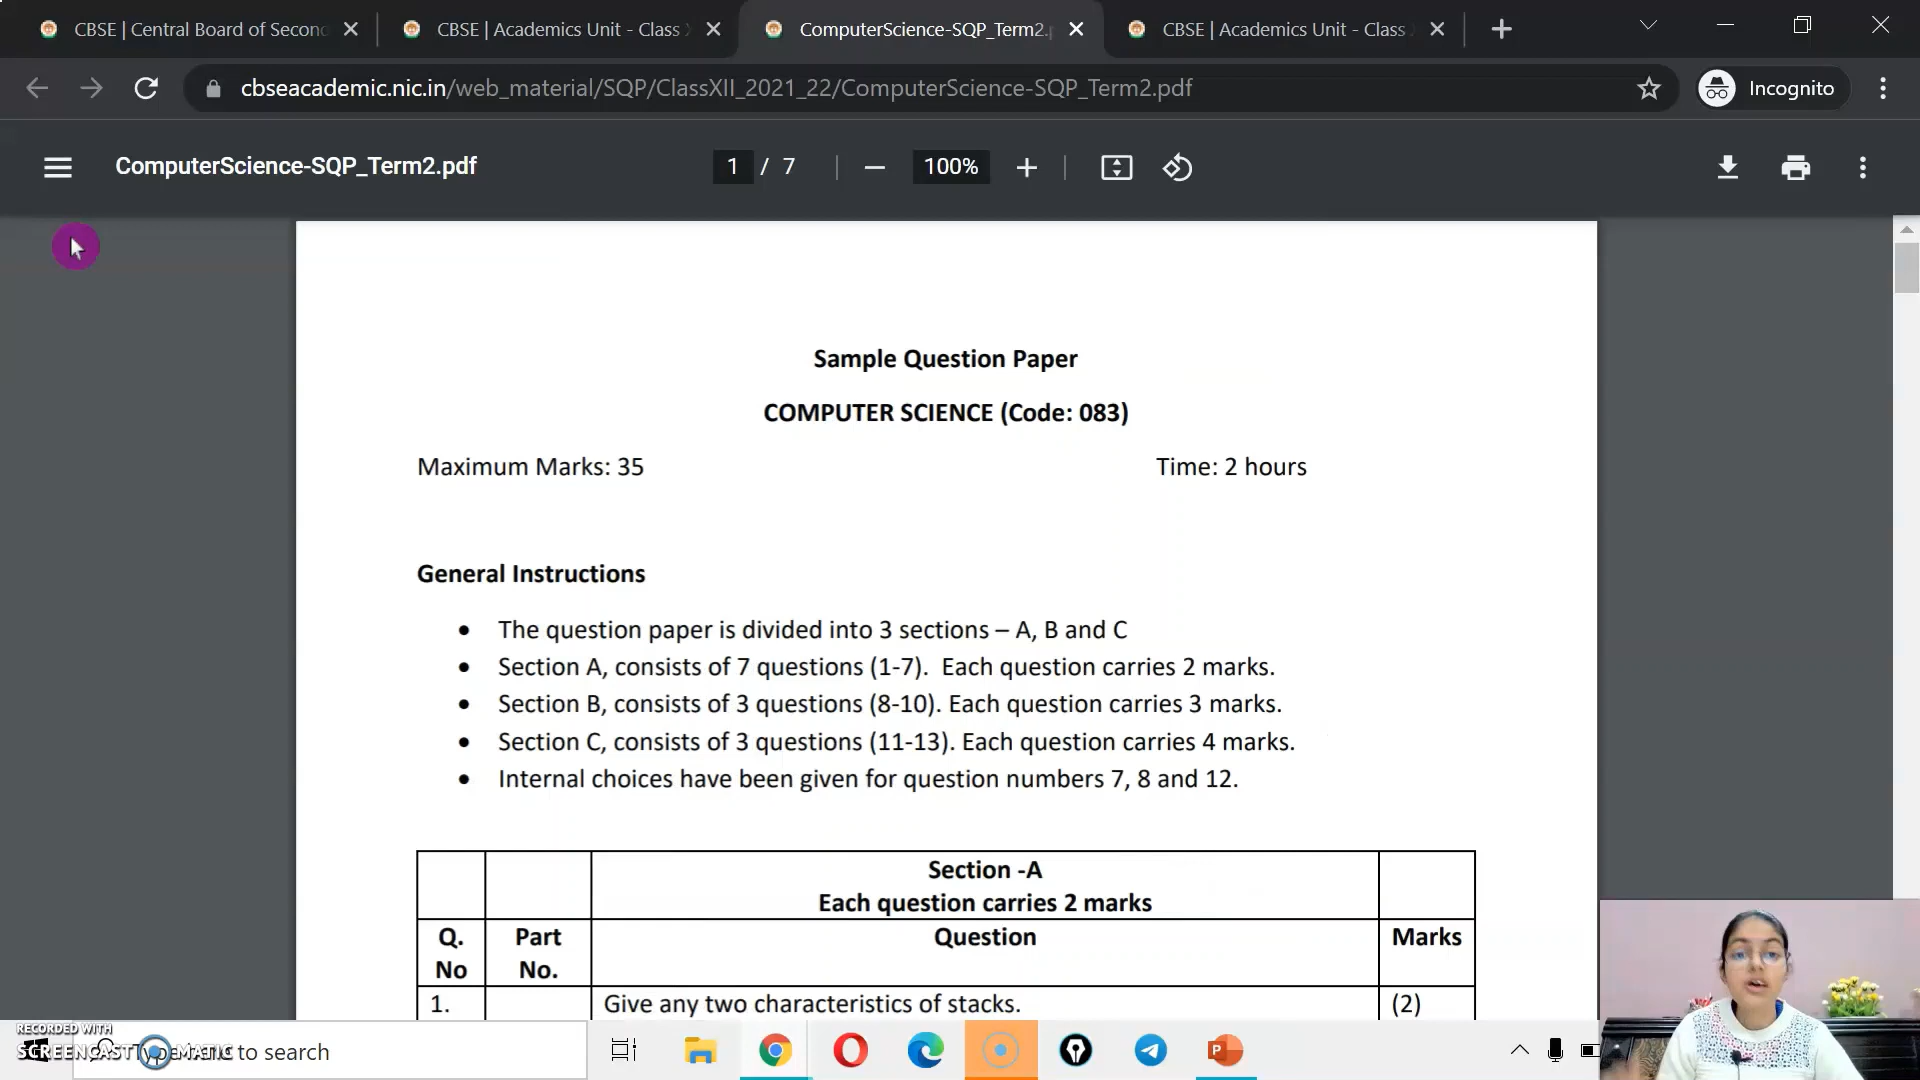 CBSE | Central Board of Second
CBSE | Academics Unit - Class X
ComputerScience-SQP_Term2.p
CBSE | Academics Unit - Class
cbseacademic.nic.in/web_material/SQP/ClassXII_2021_22/ComputerScience-SQP_Term2.pdf
Incognito
ComputerScience-SQP_Term2.pdf
1 / 7
100%
Sample Question Paper
COMPUTER SCIENCE (Code: 083)
Maximum Marks: 35 Time: 2 hours
General Instructions
• The question paper is divided into 3 sections – A, B and C
• Section A, consists of 7 questions (1-7). Each question carries 2 marks.
• Section B, consists of 3 questions (8-10). Each question carries 3 marks.
• Section C, consists of 3 questions (11-13). Each question carries 4 marks.
• Internal choices have been given for question numbers 7, 8 and 12.
Section -A
Each question carries 2 marks
Q. No Part No. Question Marks
1. Give any two characteristics of stacks. (2)
RECORDED WITH
SCREENCAST MATIC
to search